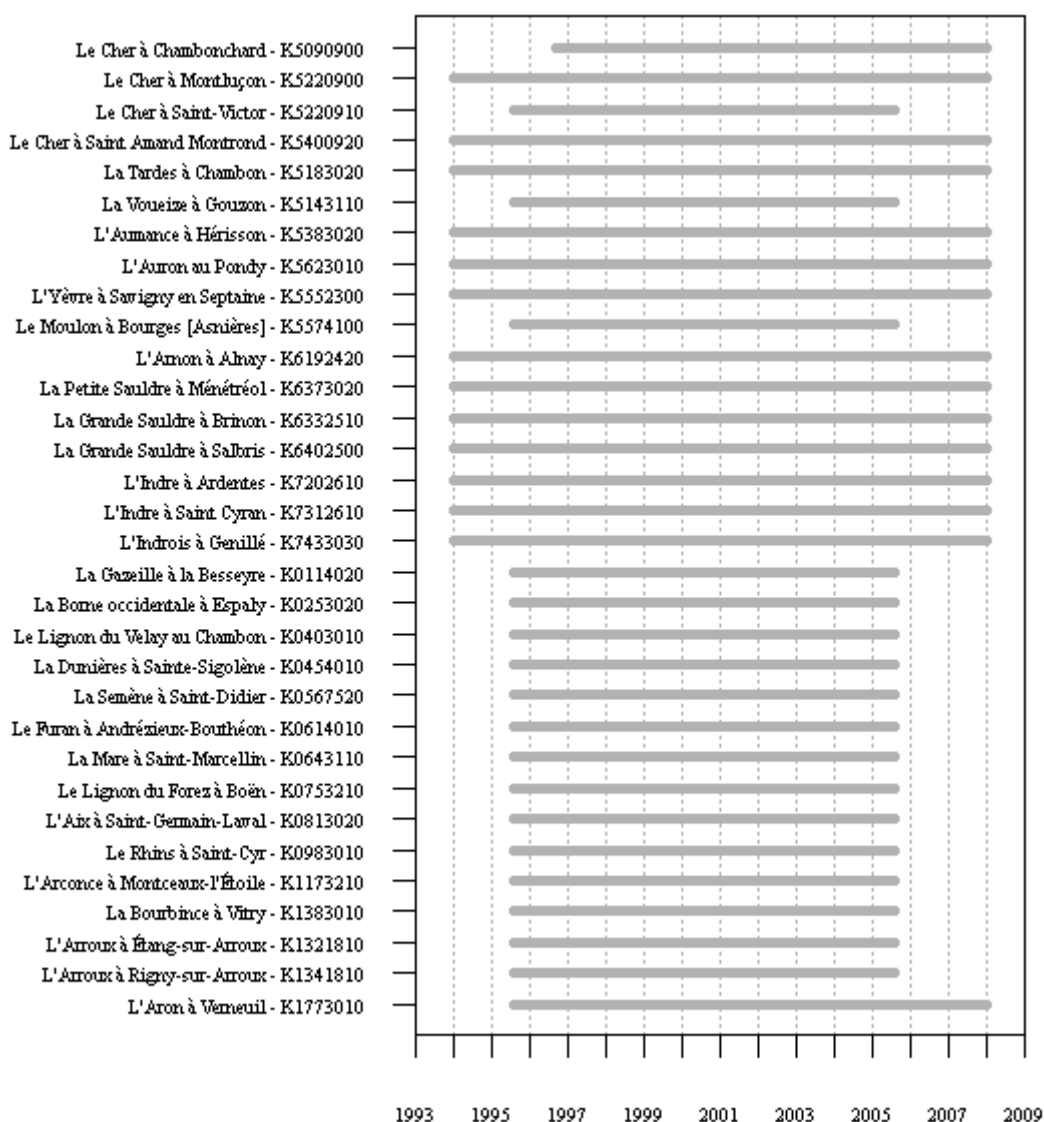 Le Cher à Chambonchard - K5090900
Le Cher à Montluçon - K5220900
Le Cher à Saint-Victor - K5220910
Le Cher à Saint Amand Montrond - K5400920
La Tardes à Chambon - K5183020
La Voueize à Gouzon - K5143110
L'Aumance à Hérisson - K5383020
L'Auron au Pondy - K5623010
L'Yèvre à Savigny en Septaine - K5552300
Le Moulon à Bourges [Asnières] - K5574100
L'Arnon à Alnay - K6192420
La Petite Sauldre à Ménétréol - K6373020
La Grande Sauldre à Brinon - K6332510
La Grande Sauldre à Salbris - K6402500
L'Indre à Ardentes - K7202610
L'Indre à Saint Cyran - K7312610
L'Indrois à Genillé - K7433030
La Gazeille à la Besseyre - K0114020
La Borne occidentale à Espaly - K0253020
Le Lignon du Velay au Chambon - K0403010
La Dunières à Sainte-Sigolène - K0454010
La Semène à Saint-Didier - K0567520
Le Furan à Andrézieux-Bouthéon - K0614010
La Mare à Saint-Marcellin - K0643110
Le Lignon du Forez à Boën - K0753210
L'Aix à Saint-Germain-Laval - K0813020
Le Rhins à Saint-Cyr - K0983010
L'Arconce à Montceaux-l'Étoile - K1173210
La Bourbince à Vitry - K1383010
L'Arroux à Étang-sur-Arroux - K1321810
L'Arroux à Rigny-sur-Arroux - K1341810
L'Aron à Verneuil - K1773010
1993 1995 1997 1999 2001 2003 2005 2007 2009